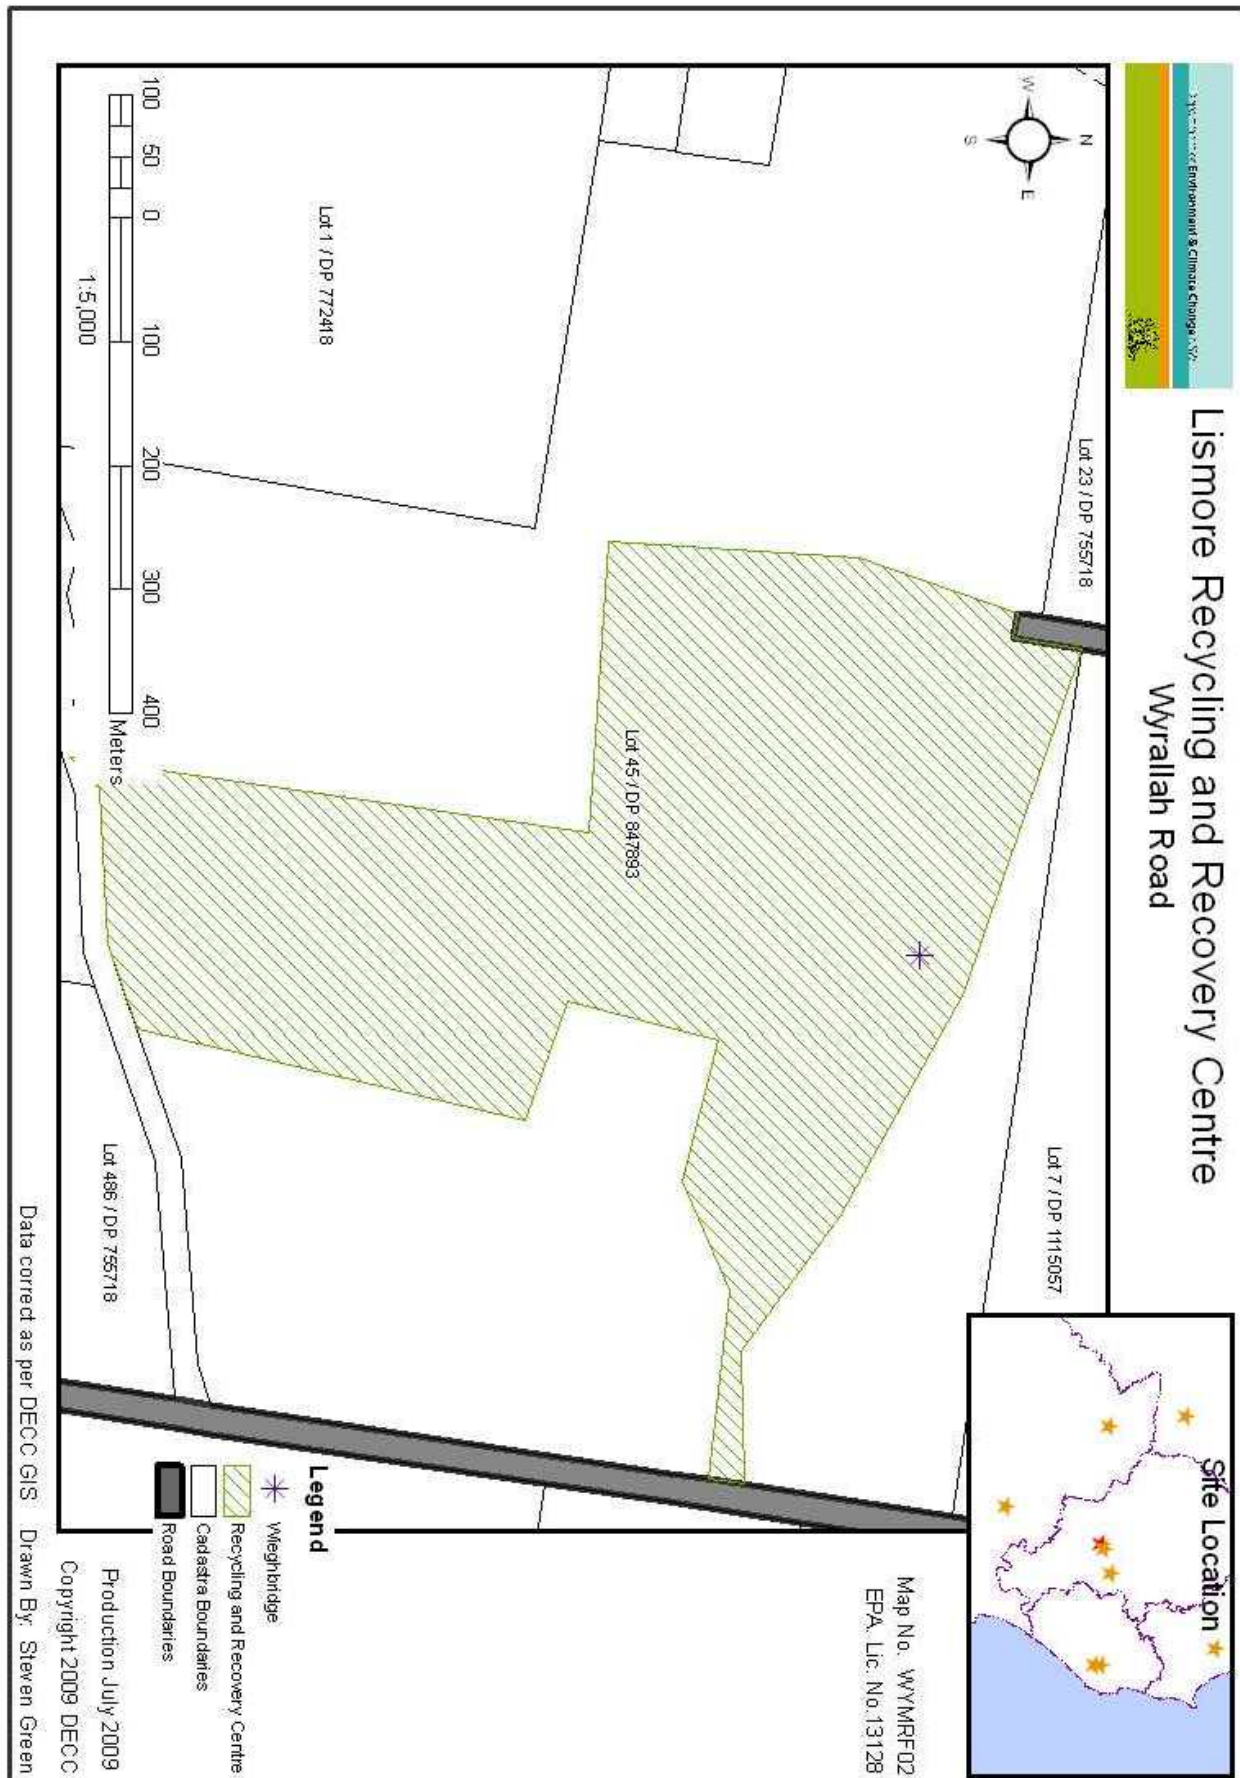 Lismore Recycling and Recovery Centre
Wyrallah Road
Environment & Climate Change
Site Location
N
W
E
S
Lot 23 / DP 755718
Lot 7 / DP 1115057
Lot 1 / DP 772418
Lot 45 / DP 847893
Lot 486 / DP 755718
100 50 0 100 200 300 400
Meters
1:5,000
Map No. WYMRF02
EPA. Lic. No.13128
Legend
Wieghbridge
Recycling and Recovery Centre
Cadastra Boundaries
Road Boundaries
Production July 2009
Copyright 2009 DECC
Data correct as per DECC GIS Drawn By: Steven Green